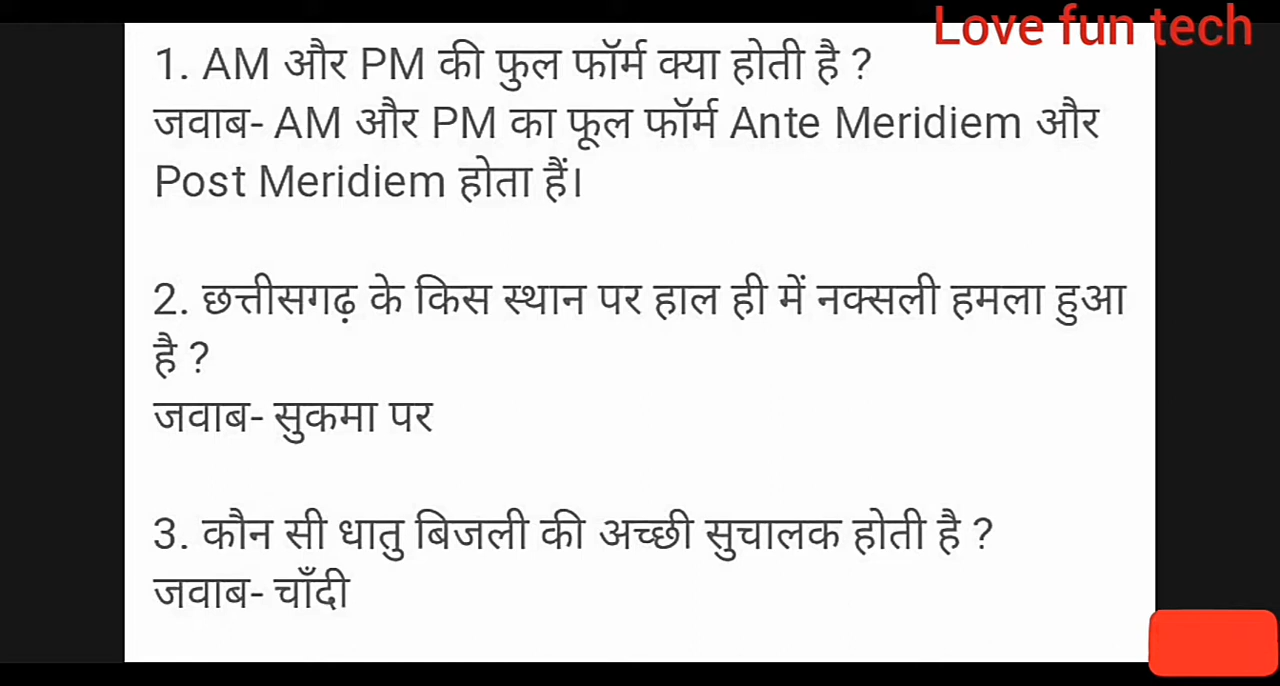 Love fun tech
1. AM और PM की फुल फॉर्म क्या होती है ?
जवाब- AM और PM का फूल फॉर्म Ante Meridiem और
Post Meridiem होता हैं।
2. छत्तीसगढ़ के किस स्थान पर हाल ही में नक्सली हमला हुआ
है ?
जवाब- सुकमा पर
3. कौन सी धातु बिजली की अच्छी सुचालक होती है ?
जवाब- चाँदी